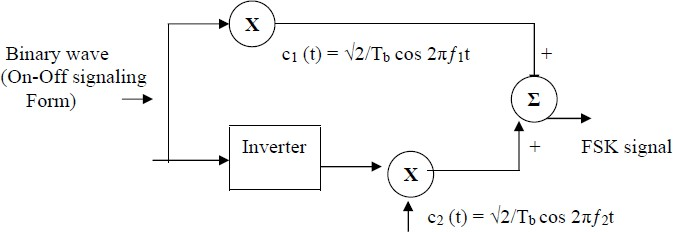 X
Binary wave
(On-Off signaling
Form)
c₁ (t) = √2/Tb cos 2πf₁t
+
Σ
Inverter
X
+
FSK signal
c₂ (t) = √2/Tb cos 2πf₂t